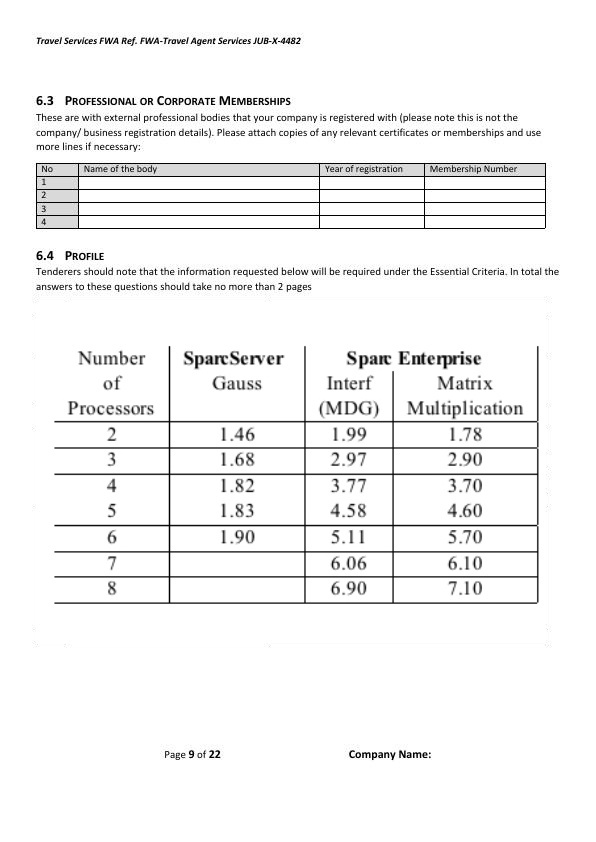 Travel Services FWA Ref. FWA-Travel Agent Services JUB-X-4482
6.3 PROFESSIONAL OR CORPORATE MEMBERSHIPS
These are with external professional bodies that your company is registered with (please note this is not the
company/ business registration details). Please attach copies of any relevant certificates or memberships and use
more lines if necessary:
No Name of the body Year of registration Membership Number
1
2
3
4
6.4 PROFILE
Tenderers should note that the information requested below will be required under the Essential Criteria. In total the
answers to these questions should take no more than 2 pages
Number SparcServer Sparc Enterprise
of Gauss Interf Matrix
Processors (MDG) Multiplication
2 1.46 1.99 1.78
3 1.68 2.97 2.90
4 1.82 3.77 3.70
5 1.83 4.58 4.60
6 1.90 5.11 5.70
7 6.06 6.10
8 6.90 7.10
Page 9 of 22 Company Name: